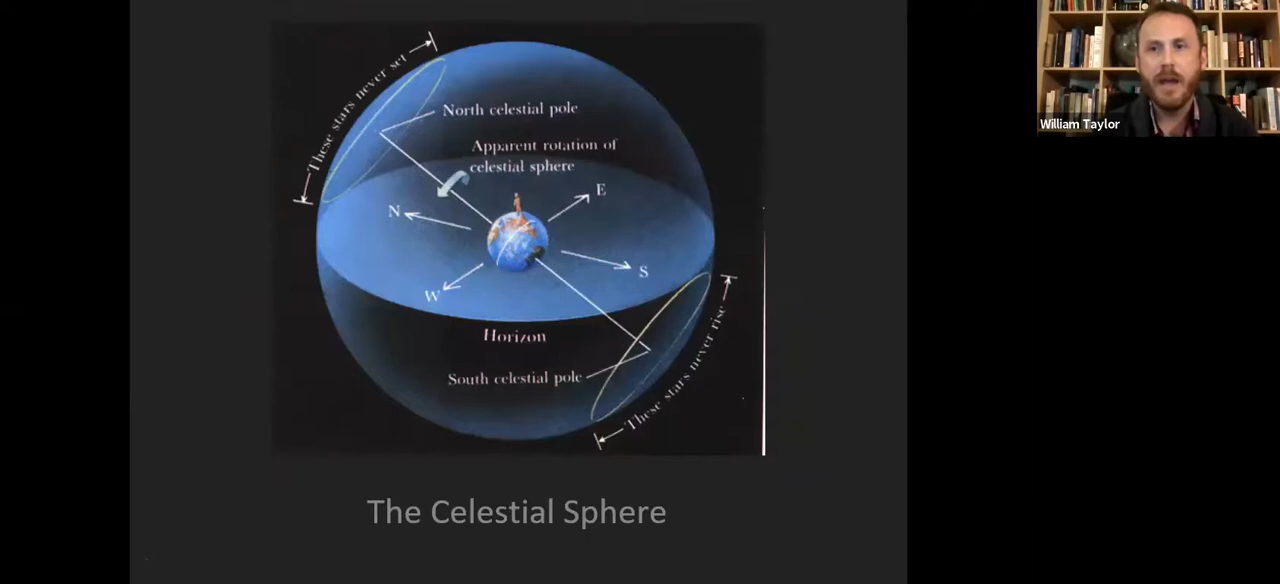 These stars never set
North celestial pole
Apparent rotation of
celestial sphere
N
E
W
S
Horizon
South celestial pole
These stars never rise
The Celestial Sphere
William Taylor